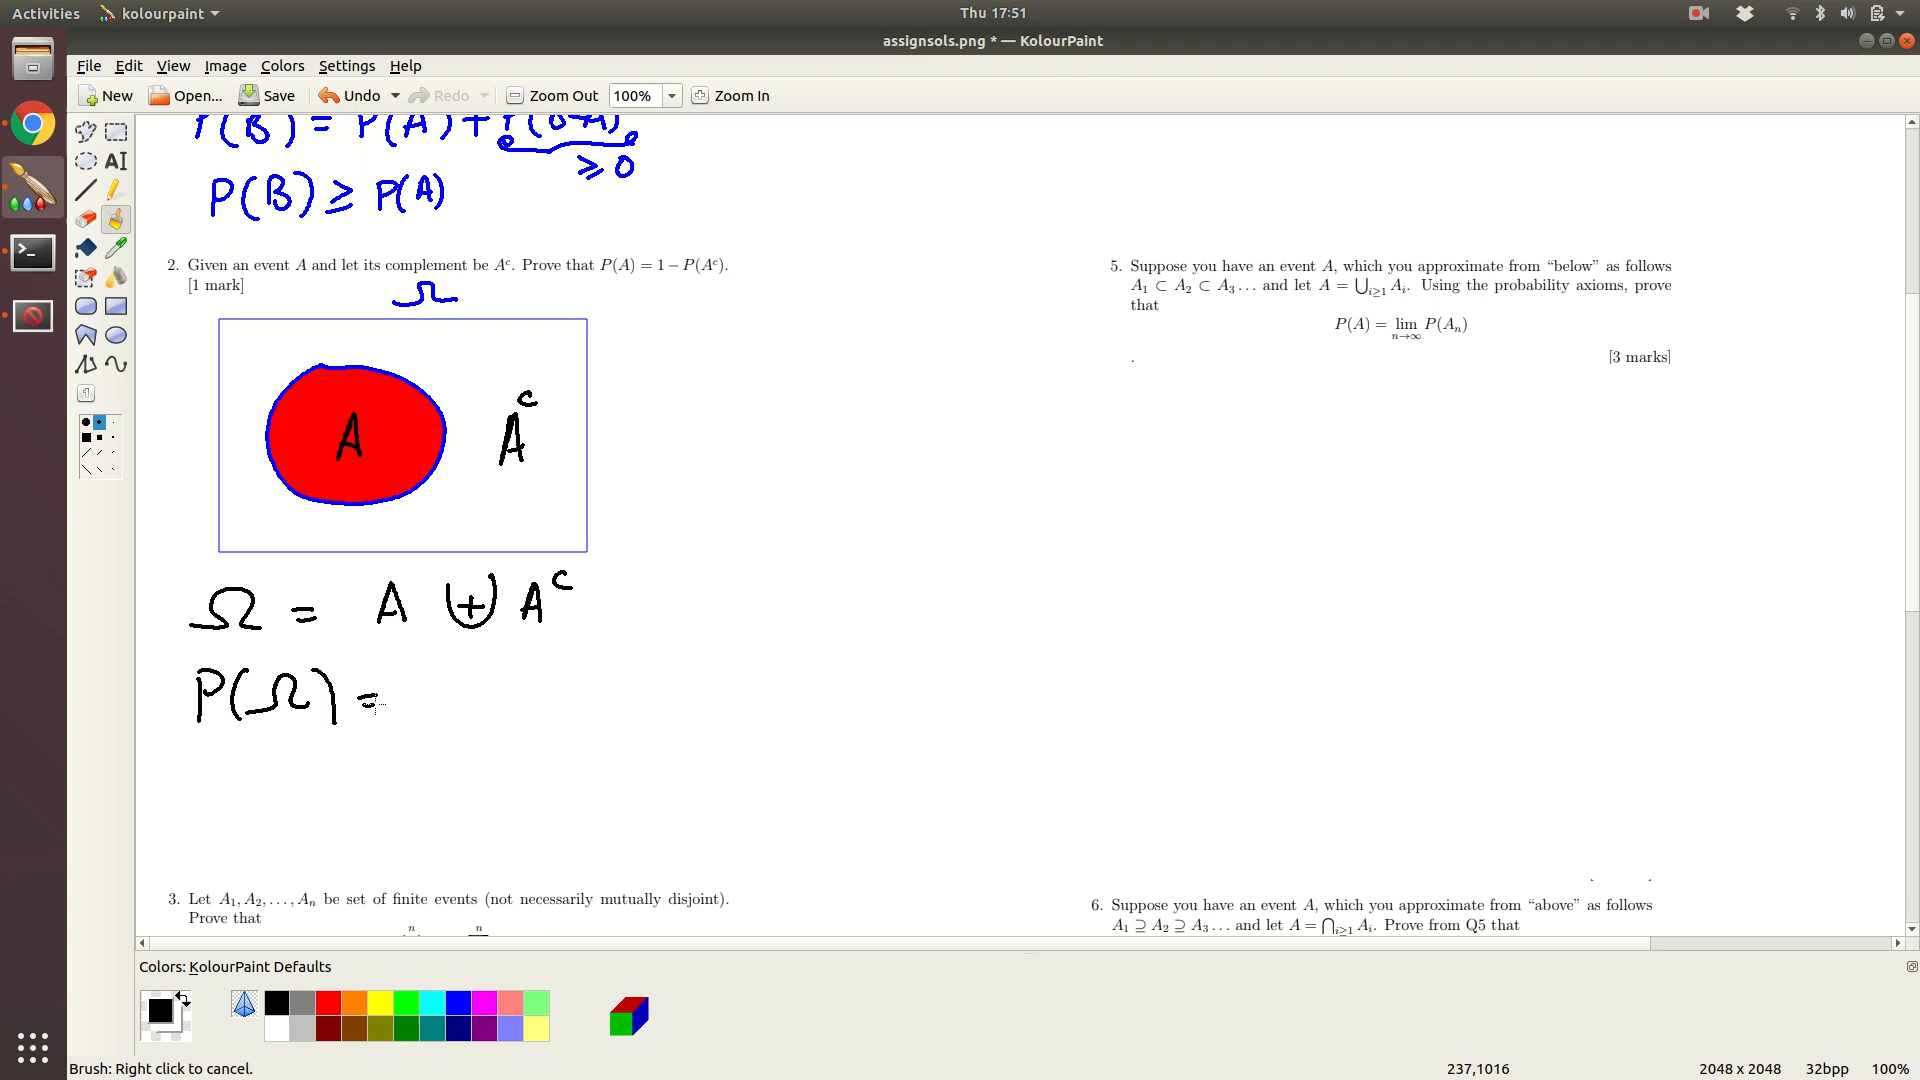 Activities kolourpaint Thu 17:51
assignsols.png * — KolourPaint
File Edit View Image Colors Settings Help
New Open... Save Undo Redo Zoom Out 100% Zoom In
P(B) = P(A) + P(B-A)
≥ 0
P(B) ≥ P(A)
2. Given an event A and let its complement be Aᶜ. Prove that P(A) = 1 − P(Aᶜ).
[1 mark]
Ω
A
Aᶜ
Ω = A ⊎ Aᶜ
P(Ω) =
3. Let A₁, A₂, . . . , Aₙ be set of finite events (not necessarily mutually disjoint).
Prove that
n n
5. Suppose you have an event A, which you approximate from “below” as follows
A₁ ⊂ A₂ ⊂ A₃ . . . and let A = ⋃ᵢ≥₁ Aᵢ. Using the probability axioms, prove
that
P(A) = lim n→∞ P(Aₙ)
. [3 marks]
6. Suppose you have an event A, which you approximate from “above” as follows
A₁ ⊇ A₂ ⊇ A₃ . . . and let A = ⋂ᵢ≥₁ Aᵢ. Prove from Q5 that
Colors: KolourPaint Defaults
Brush: Right click to cancel. 237,1016 2048 x 2048 32bpp 100%